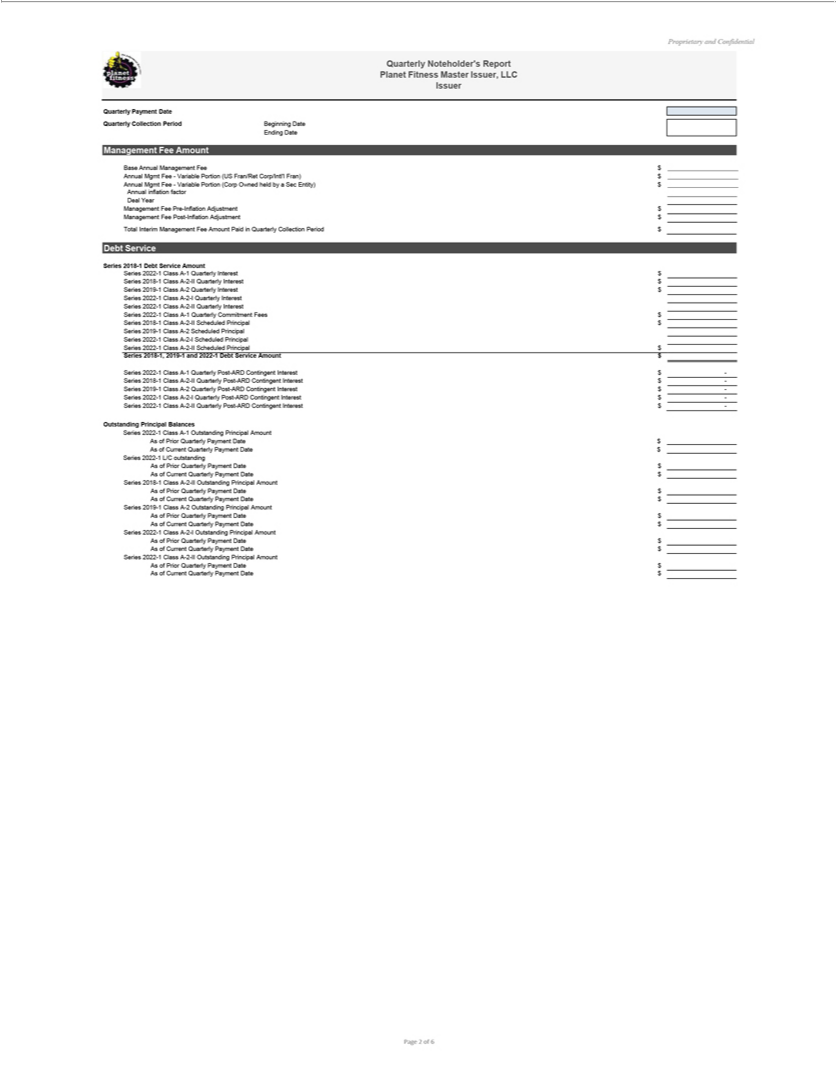 Proprietary and Confidential
planet fitness
Quarterly Noteholder's Report
Planet Fitness Master Issuer, LLC
Issuer
Quarterly Payment Date
Quarterly Collection Period Beginning Date
Ending Date
Management Fee Amount
Base Annual Management Fee $
Annual Mgmt Fee - Variable Portion (US Fran/Ret Corp/Int'l Fran) $
Annual Mgmt Fee - Variable Portion (Corp Owned held by a Sec Entity) $
Annual inflation factor
Deal Year
Management Fee Pre-Inflation Adjustment $
Management Fee Post-Inflation Adjustment $
Total Interim Management Fee Amount Paid in Quarterly Collection Period $
Debt Service
Series 2018-1 Debt Service Amount
Series 2022-1 Class A-1 Quarterly Interest $
Series 2018-1 Class A-2-II Quarterly Interest $
Series 2019-1 Class A-2 Quarterly Interest $
Series 2022-1 Class A-2-I Quarterly Interest
Series 2022-1 Class A-2-II Quarterly Interest
Series 2022-1 Class A-1 Quarterly Commitment Fees $
Series 2018-1 Class A-2-II Scheduled Principal $
Series 2019-1 Class A-2 Scheduled Principal
Series 2022-1 Class A-2-I Scheduled Principal
Series 2022-1 Class A-2-II Scheduled Principal $
Series 2018-1, 2019-1 and 2022-1 Debt Service Amount $
Series 2022-1 Class A-1 Quarterly Post-ARD Contingent Interest $ -
Series 2018-1 Class A-2-II Quarterly Post-ARD Contingent Interest $ -
Series 2019-1 Class A-2 Quarterly Post-ARD Contingent Interest $ -
Series 2022-1 Class A-2-I Quarterly Post-ARD Contingent Interest $ -
Series 2022-1 Class A-2-II Quarterly Post-ARD Contingent Interest $ -
Outstanding Principal Balances
Series 2022-1 Class A-1 Outstanding Principal Amount
As of Prior Quarterly Payment Date $
As of Current Quarterly Payment Date $
Series 2022-1 L/C outstanding
As of Prior Quarterly Payment Date $
As of Current Quarterly Payment Date $
Series 2018-1 Class A-2-II Outstanding Principal Amount
As of Prior Quarterly Payment Date $
As of Current Quarterly Payment Date $
Series 2019-1 Class A-2 Outstanding Principal Amount
As of Prior Quarterly Payment Date $
As of Current Quarterly Payment Date $
Series 2022-1 Class A-2-I Outstanding Principal Amount
As of Prior Quarterly Payment Date $
As of Current Quarterly Payment Date $
Series 2022-1 Class A-2-II Outstanding Principal Amount
As of Prior Quarterly Payment Date $
As of Current Quarterly Payment Date $
Page 2 of 6